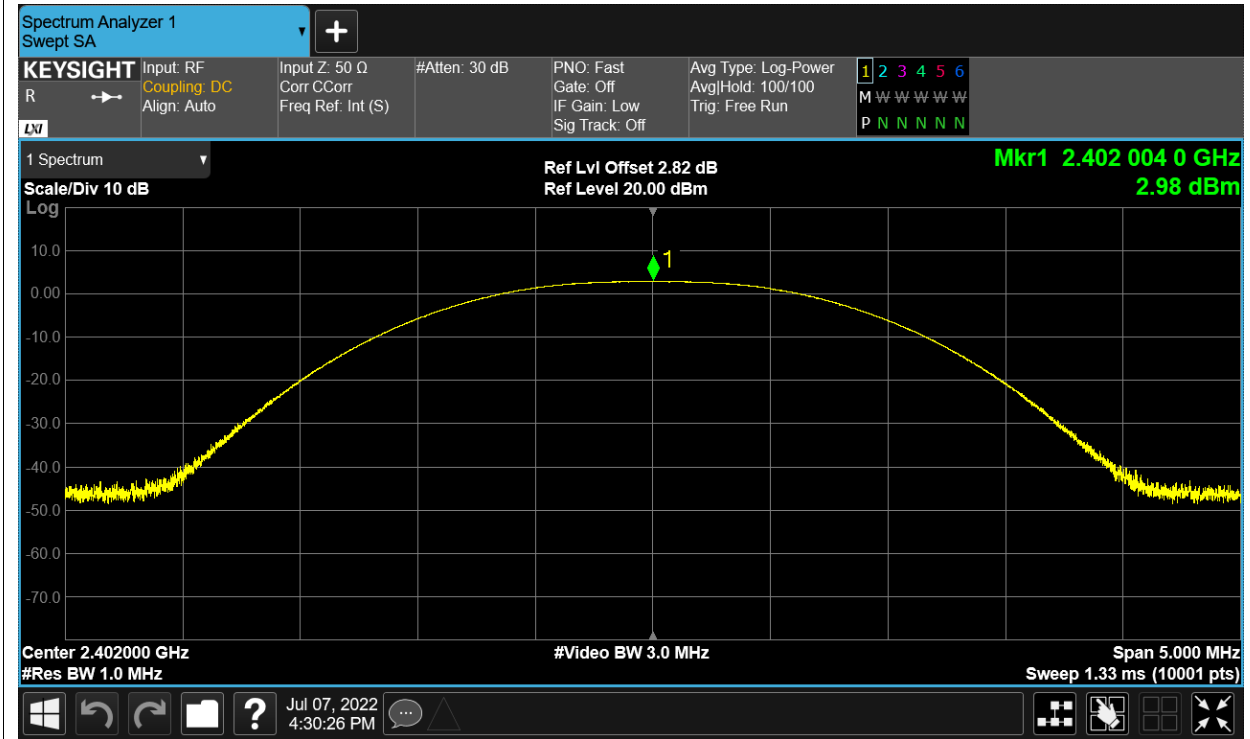 Spectrum Analyzer 1
Swept SA
KEYSIGHT
R
LXI
Input: RF
Coupling: DC
Align: Auto
Input Z: 50 Ω
Corr CCorr
Freq Ref: Int (S)
#Atten: 30 dB
PNO: Fast
Gate: Off
IF Gain: Low
Sig Track: Off
Avg Type: Log-Power
Avg|Hold: 100/100
Trig: Free Run
1 2 3 4 5 6
M W W W W W
P N N N N N
1 Spectrum
Scale/Div 10 dB
Log
Ref Lvl Offset 2.82 dB
Ref Level 20.00 dBm
Mkr1 2.402 004 0 GHz
2.98 dBm
1
10.0
0.00
-10.0
-20.0
-30.0
-40.0
-50.0
-60.0
-70.0
Center 2.402000 GHz
#Res BW 1.0 MHz
#Video BW 3.0 MHz
Span 5.000 MHz
Sweep 1.33 ms (10001 pts)
?
Jul 07, 2022
4:30:26 PM